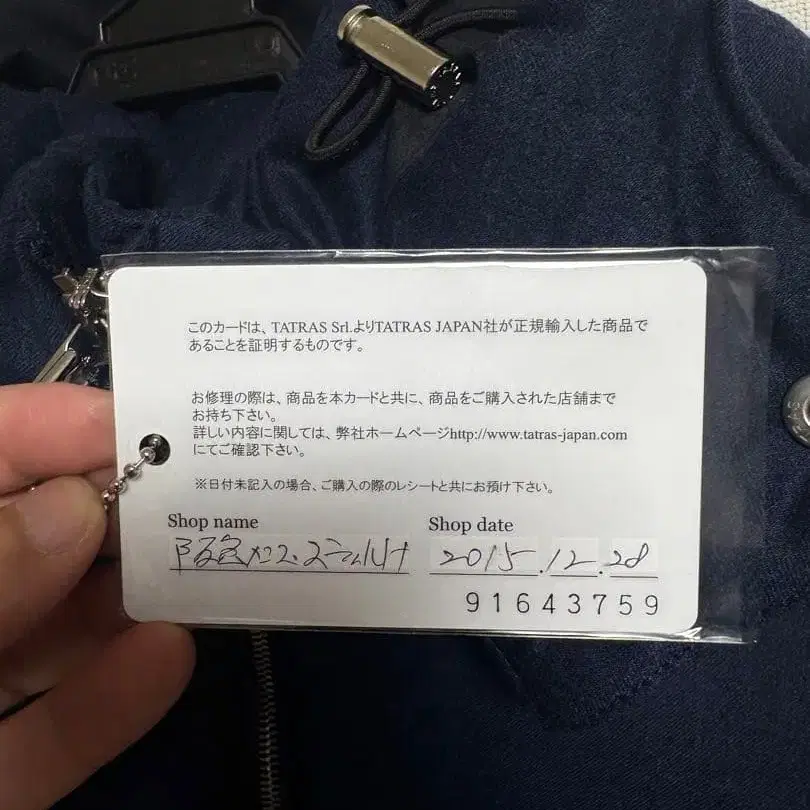 このカードは、TATRAS Srl.よりTATRAS JAPAN社が正規輸入した商品で
あることを証明するものです。
お修理の際は、商品を本カードと共に、商品をご購入された店舗まで
お持ち下さい。
詳しい内容に関しては、弊社ホームページhttp://www.tatras-japan.com
にてご確認下さい。
※日付未記入の場合、ご購入の際のレシートと共にお預け下さい。
Shop name
Shop date
阪急メンズ
2015.12.28
91643759